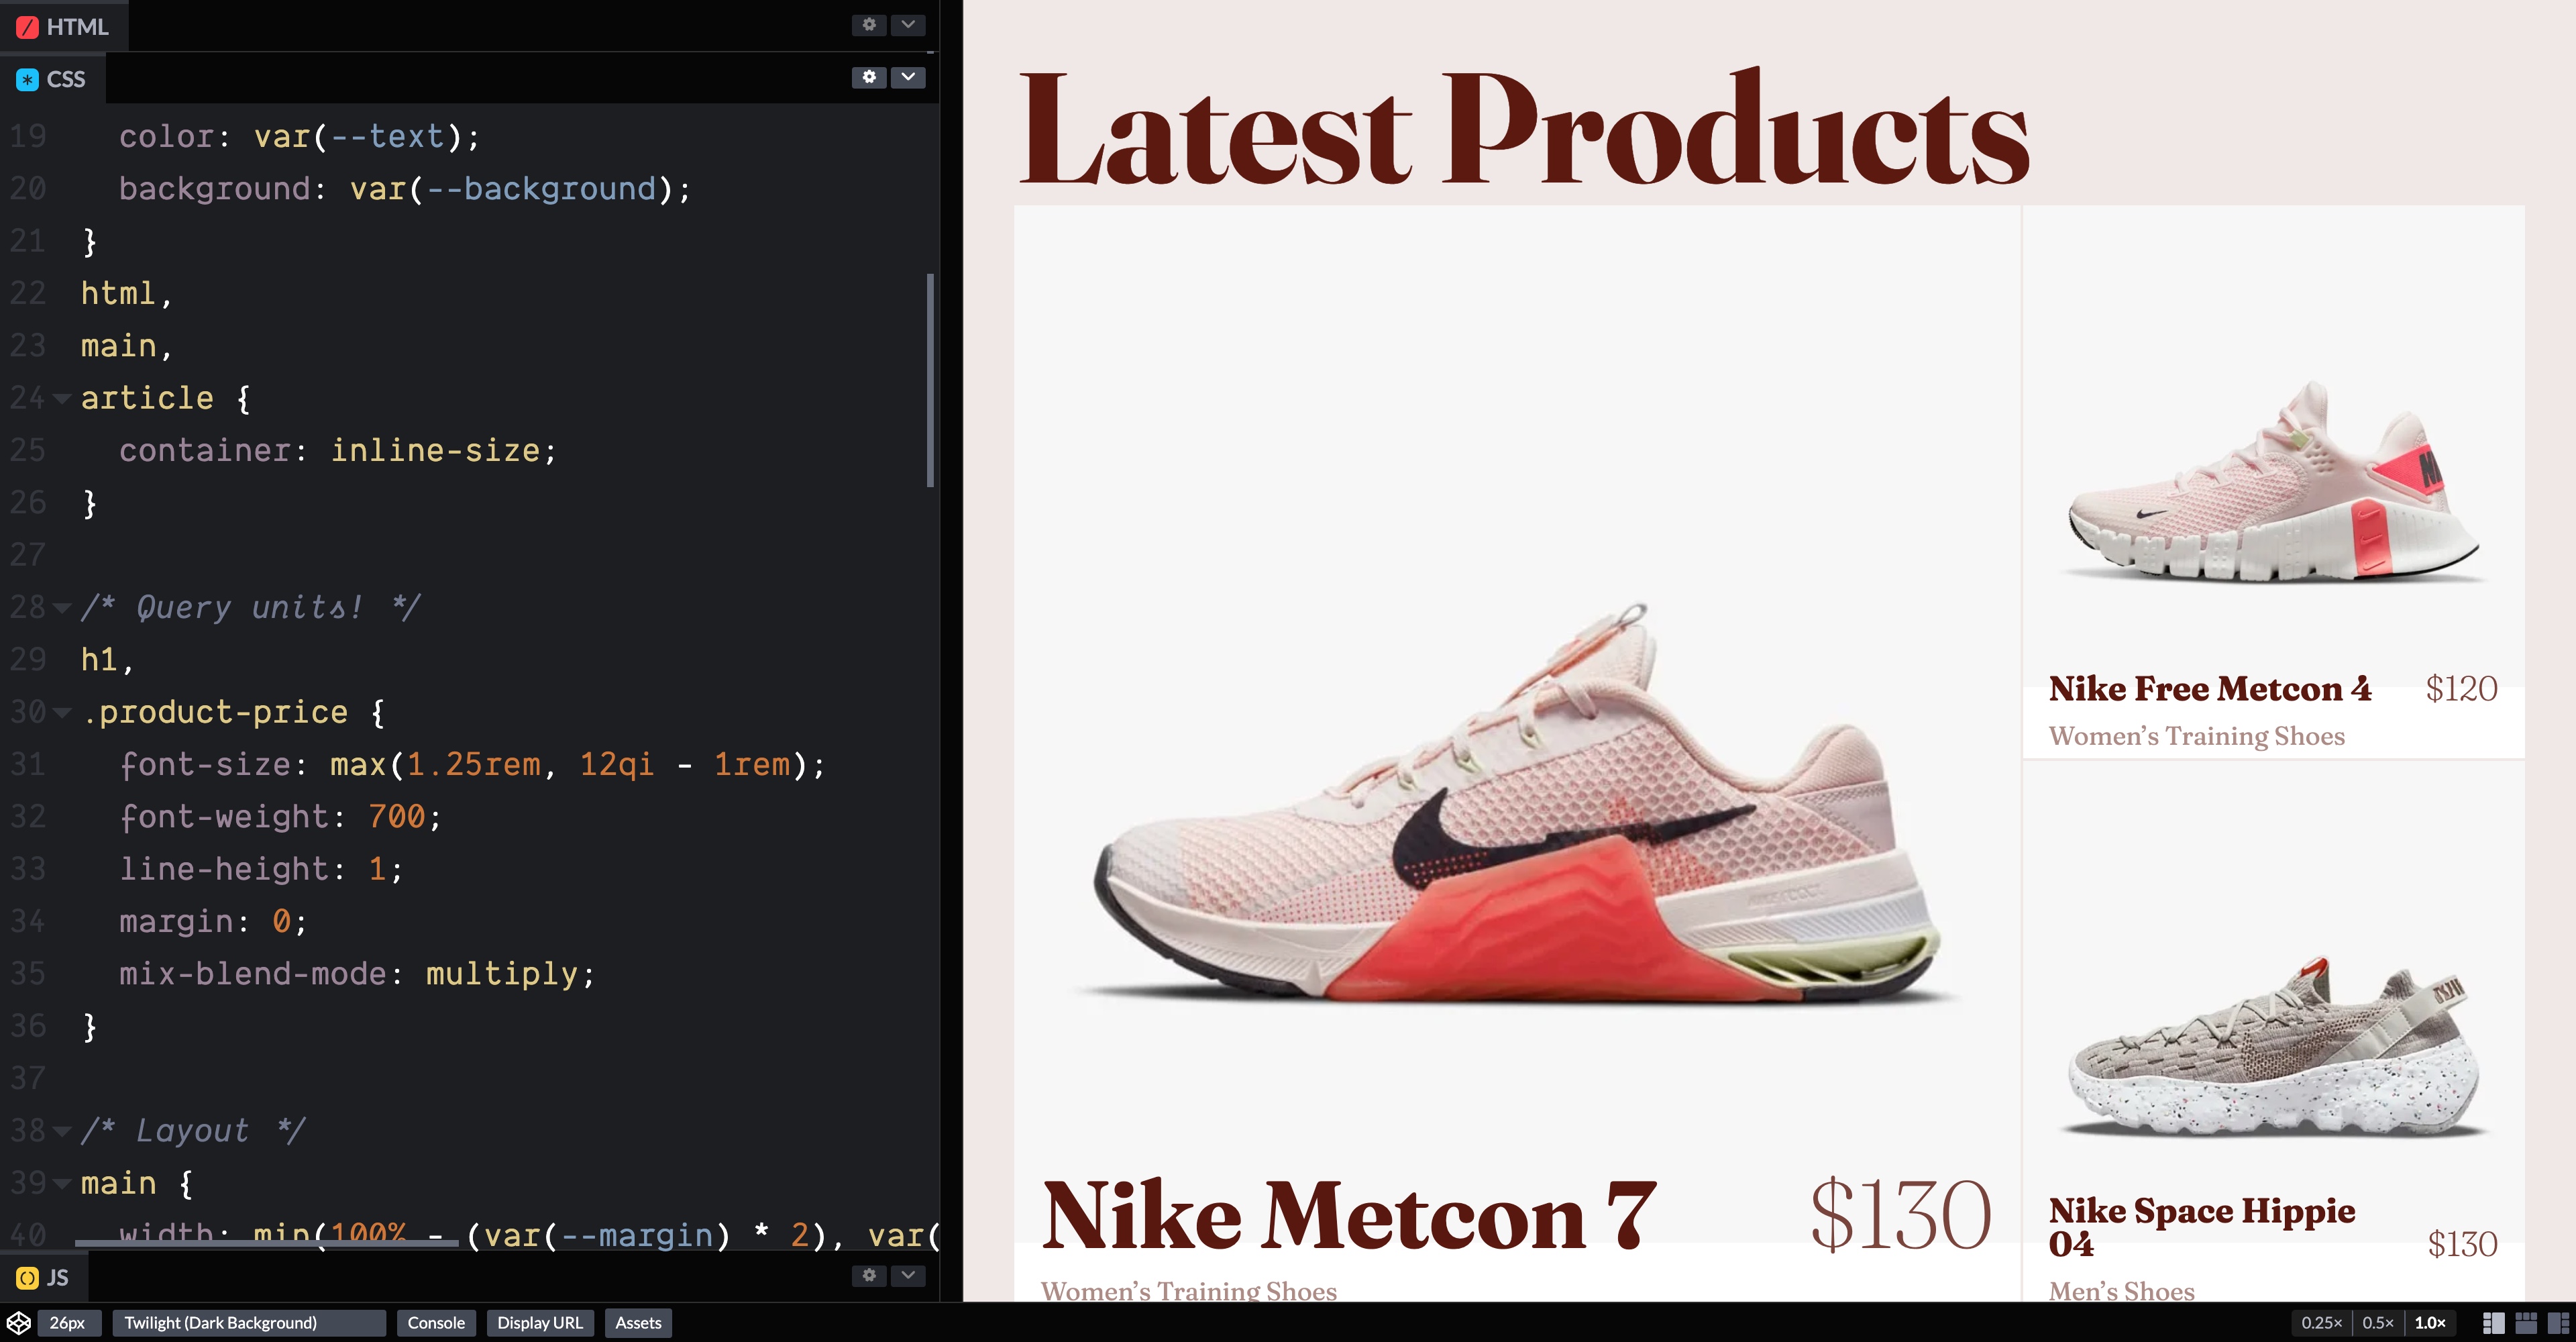 HTML
CSS
19 color: var(--text);
20 background: var(--background);
21 }
22 html,
23 main,
24 article {
25 container: inline-size;
26 }
27
28 /* Query units! */
29 h1,
30 .product-price {
31 font-size: max(1.25rem, 12qi - 1rem);
32 font-weight: 700;
33 line-height: 1;
34 margin: 0;
35 mix-blend-mode: multiply;
36 }
37
38 /* Layout */
39 main {
40 width: min(100% - (var(--margin) * 2), var(
JS
Latest Products
Nike Free Metcon 4 $120
Women’s Training Shoes
Nike Metcon 7 $130
Women’s Training Shoes
Nike Space Hippie
04 $130
Men’s Shoes
26px Twilight (Dark Background) Console Display URL Assets 0.25× 0.5× 1.0×